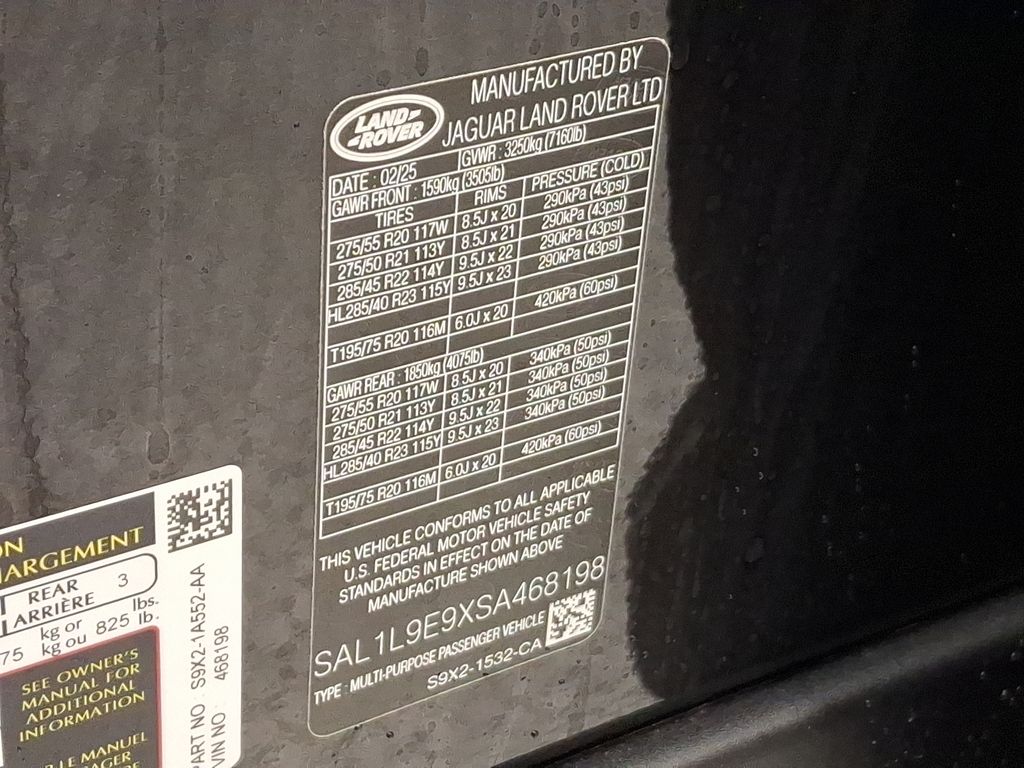 LAND-
-ROVER
MANUFACTURED BY
JAGUAR LAND ROVER LTD
DATE : 02/25 GVWR : 3250kg (7160lb)
GAWR FRONT : 1590kg (3505lb)
TIRES RIMS PRESSURE (COLD)
275/55 R20 117W 8.5J x 20 290kPa (43psi)
275/50 R21 113Y 8.5J x 21 290kPa (43psi)
285/45 R22 114Y 9.5J x 22 290kPa (43psi)
HL285/40 R23 115Y 9.5J x 23 290kPa (43psi)
T195/75 R20 116M 6.0J x 20 420kPa (60psi)
GAWR REAR : 1850kg (4075lb)
275/55 R20 117W 8.5J x 20 340kPa (50psi)
275/50 R21 113Y 8.5J x 21 340kPa (50psi)
285/45 R22 114Y 9.5J x 22 340kPa (50psi)
HL285/40 R23 115Y 9.5J x 23 340kPa (50psi)
T195/75 R20 116M 6.0J x 20 420kPa (60psi)
THIS VEHICLE CONFORMS TO ALL APPLICABLE
U.S. FEDERAL MOTOR VEHICLE SAFETY
STANDARDS IN EFFECT ON THE DATE OF
MANUFACTURE SHOWN ABOVE
SAL1L9E9XSA468198
TYPE : MULTI-PURPOSE PASSENGER VEHICLE
S9X2-1532-CA
ON
ARGEMENT
REAR 3
ARRIÈRE
kg or lbs.
75 kg ou 825 lb.
SEE OWNER'S
MANUAL FOR
ADDITIONAL
INFORMATION
LE MANUEL
PART NO : S9X2-1A552-AA
VIN NO : 468198